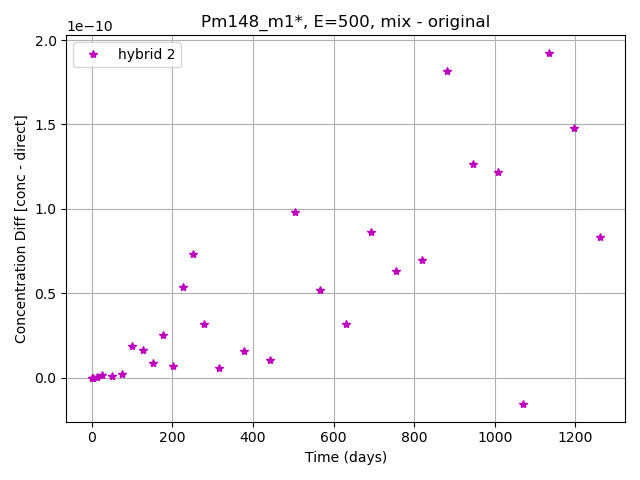 Pm148_m1*, E=500, mix - original
1e−10
hybrid 2
2.0
1.5
1.0
0.5
0.0
Concentration Diff [conc - direct]
0
200
400
600
800
1000
1200
Time (days)